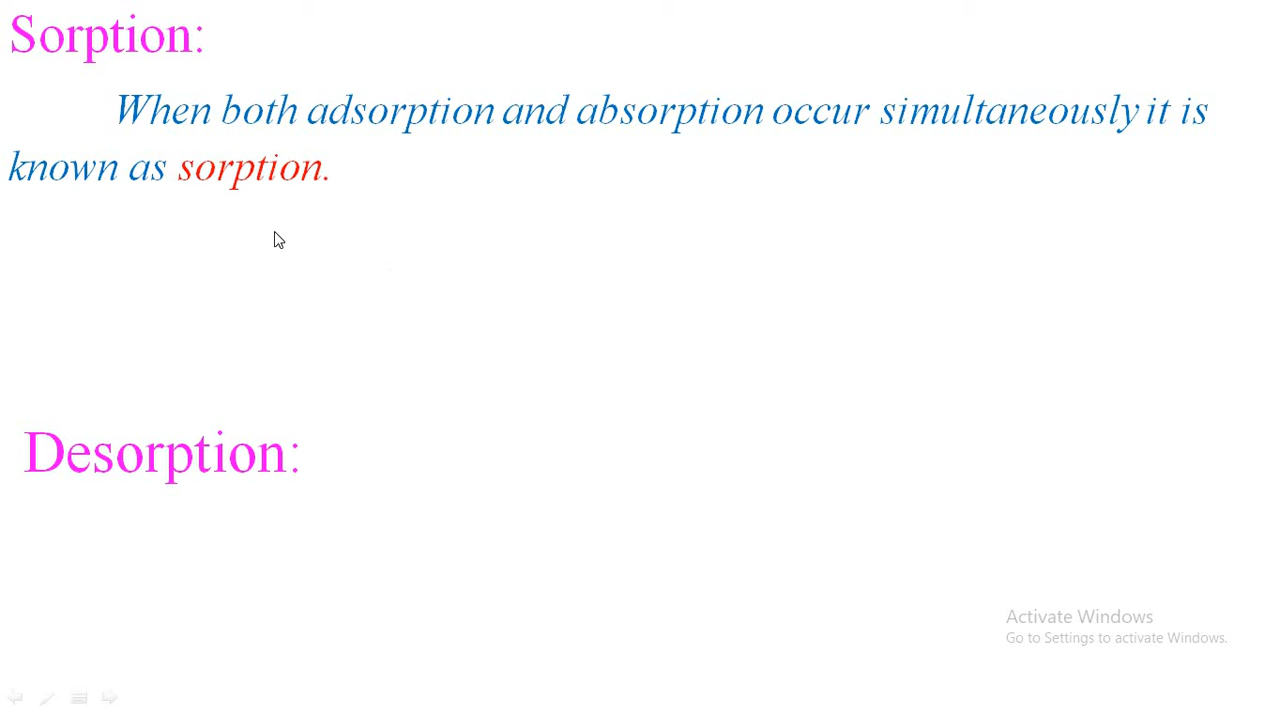 Sorption:
When both adsorption and absorption occur simultaneously it is
known as sorption.
Desorption:
Activate Windows
Go to Settings to activate Windows.